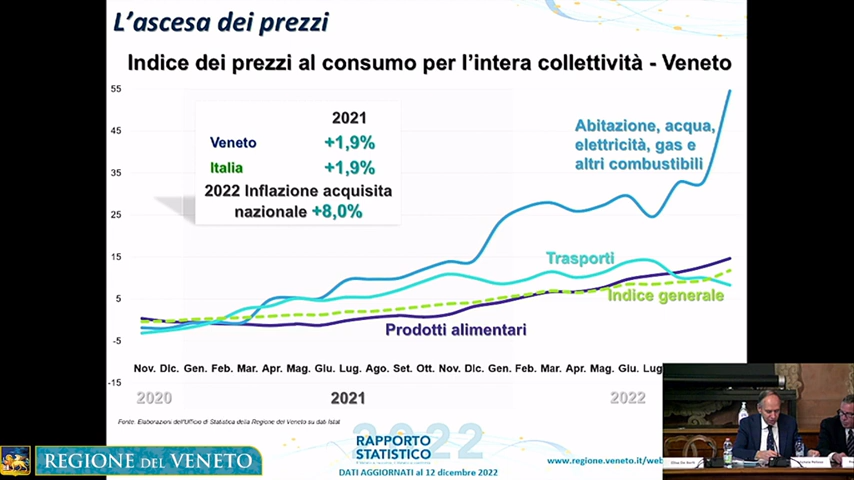 L'ascesa dei prezzi
Indice dei prezzi al consumo per l'intera collettività - Veneto
55
45
35
25
15
5
-5
-15
2021
Veneto +1,9%
Italia +1,9%
2022 Inflazione acquisita
nazionale +8,0%
Abitazione, acqua,
elettricità, gas e
altri combustibili
Trasporti
Indice generale
Prodotti alimentari
Nov. Dic. Gen. Feb. Mar. Apr. Mag. Giu. Lug. Ago. Set. Ott. Nov. Dic. Gen. Feb. Mar. Apr. Mag. Giu. Lug
2020 2021 2022
Fonte: Elaborazioni dell'Ufficio di Statistica della Regione del Veneto su dati Istat
2022
RAPPORTO
STATISTICO
DATI AGGIORNATI al 12 dicembre 2022
www.regione.veneto.it/web
REGIONE DEL VENETO